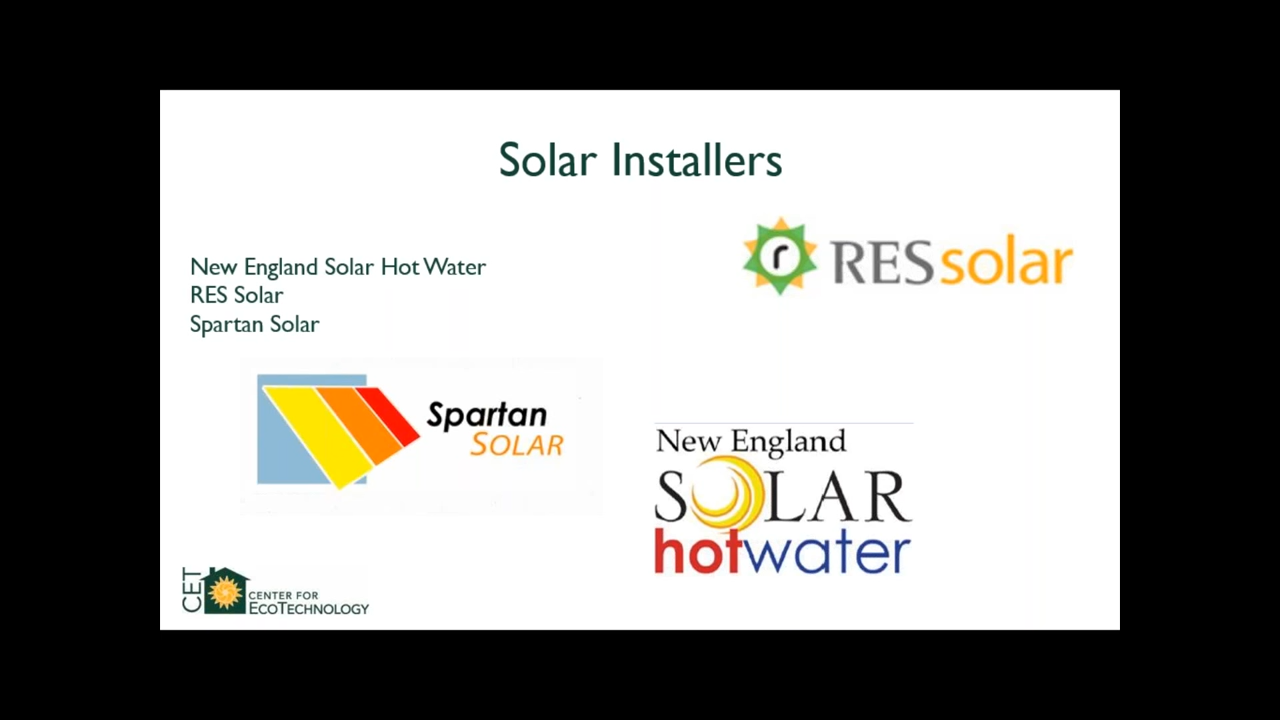 Solar Installers
New England Solar Hot Water
RES Solar
Spartan Solar
r
RESsolar
Spartan
SOLAR
New England
SOLAR
hotwater
CET
CENTER FOR
ECOTECHNOLOGY